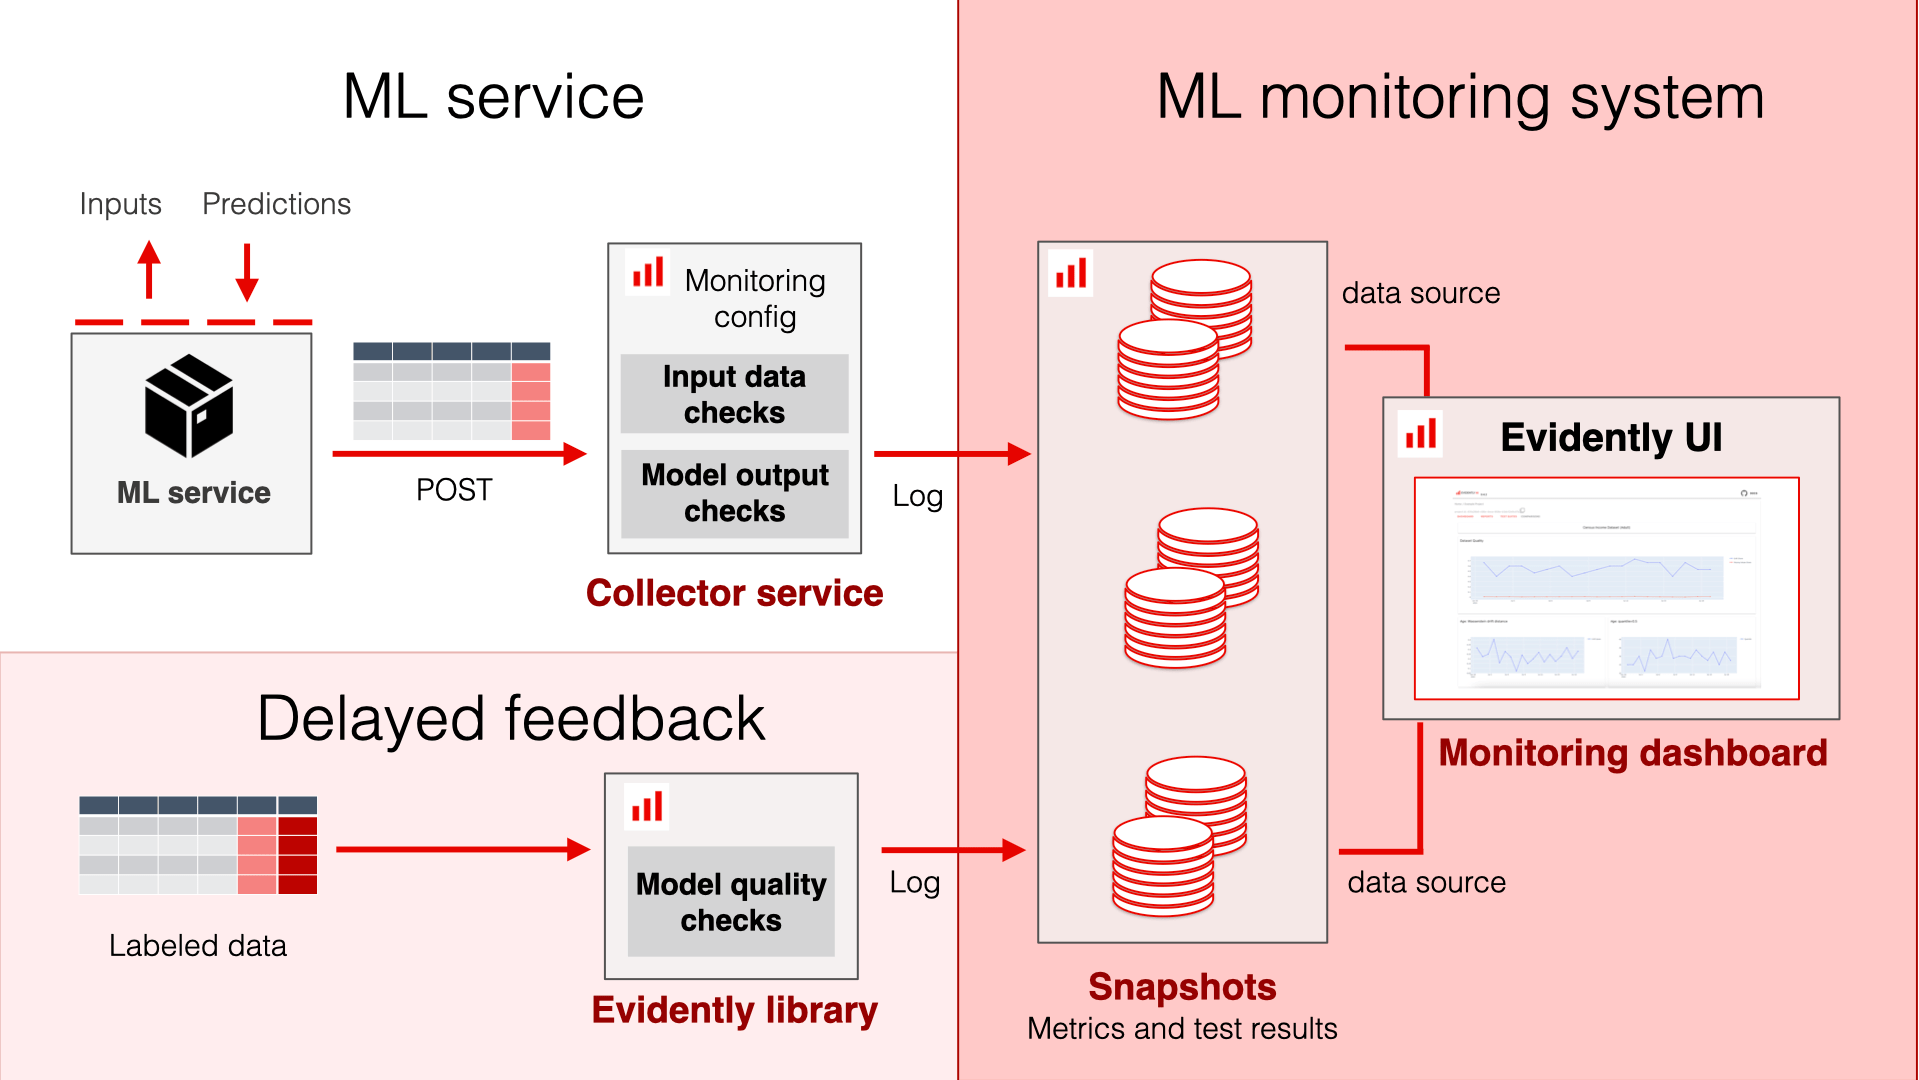 ML service
ML monitoring system
Inputs
Predictions
ML service
POST
Monitoring
config
Input data
checks
Model output
checks
Collector service
Log
data source
Evidently UI
Monitoring dashboard
data source
Snapshots
Metrics and test results
Delayed feedback
Labeled data
Model quality
checks
Evidently library
Log